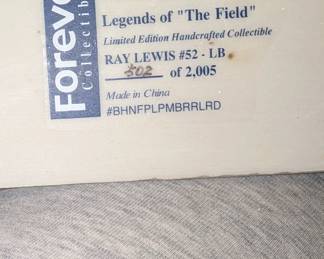 Forev
Collectib
Legends of "The Field"
Limited Edition Handcrafted Collectible
RAY LEWIS #52 - LB
502 of 2,005
Made in China
#BHNFPLPMBRRLRD